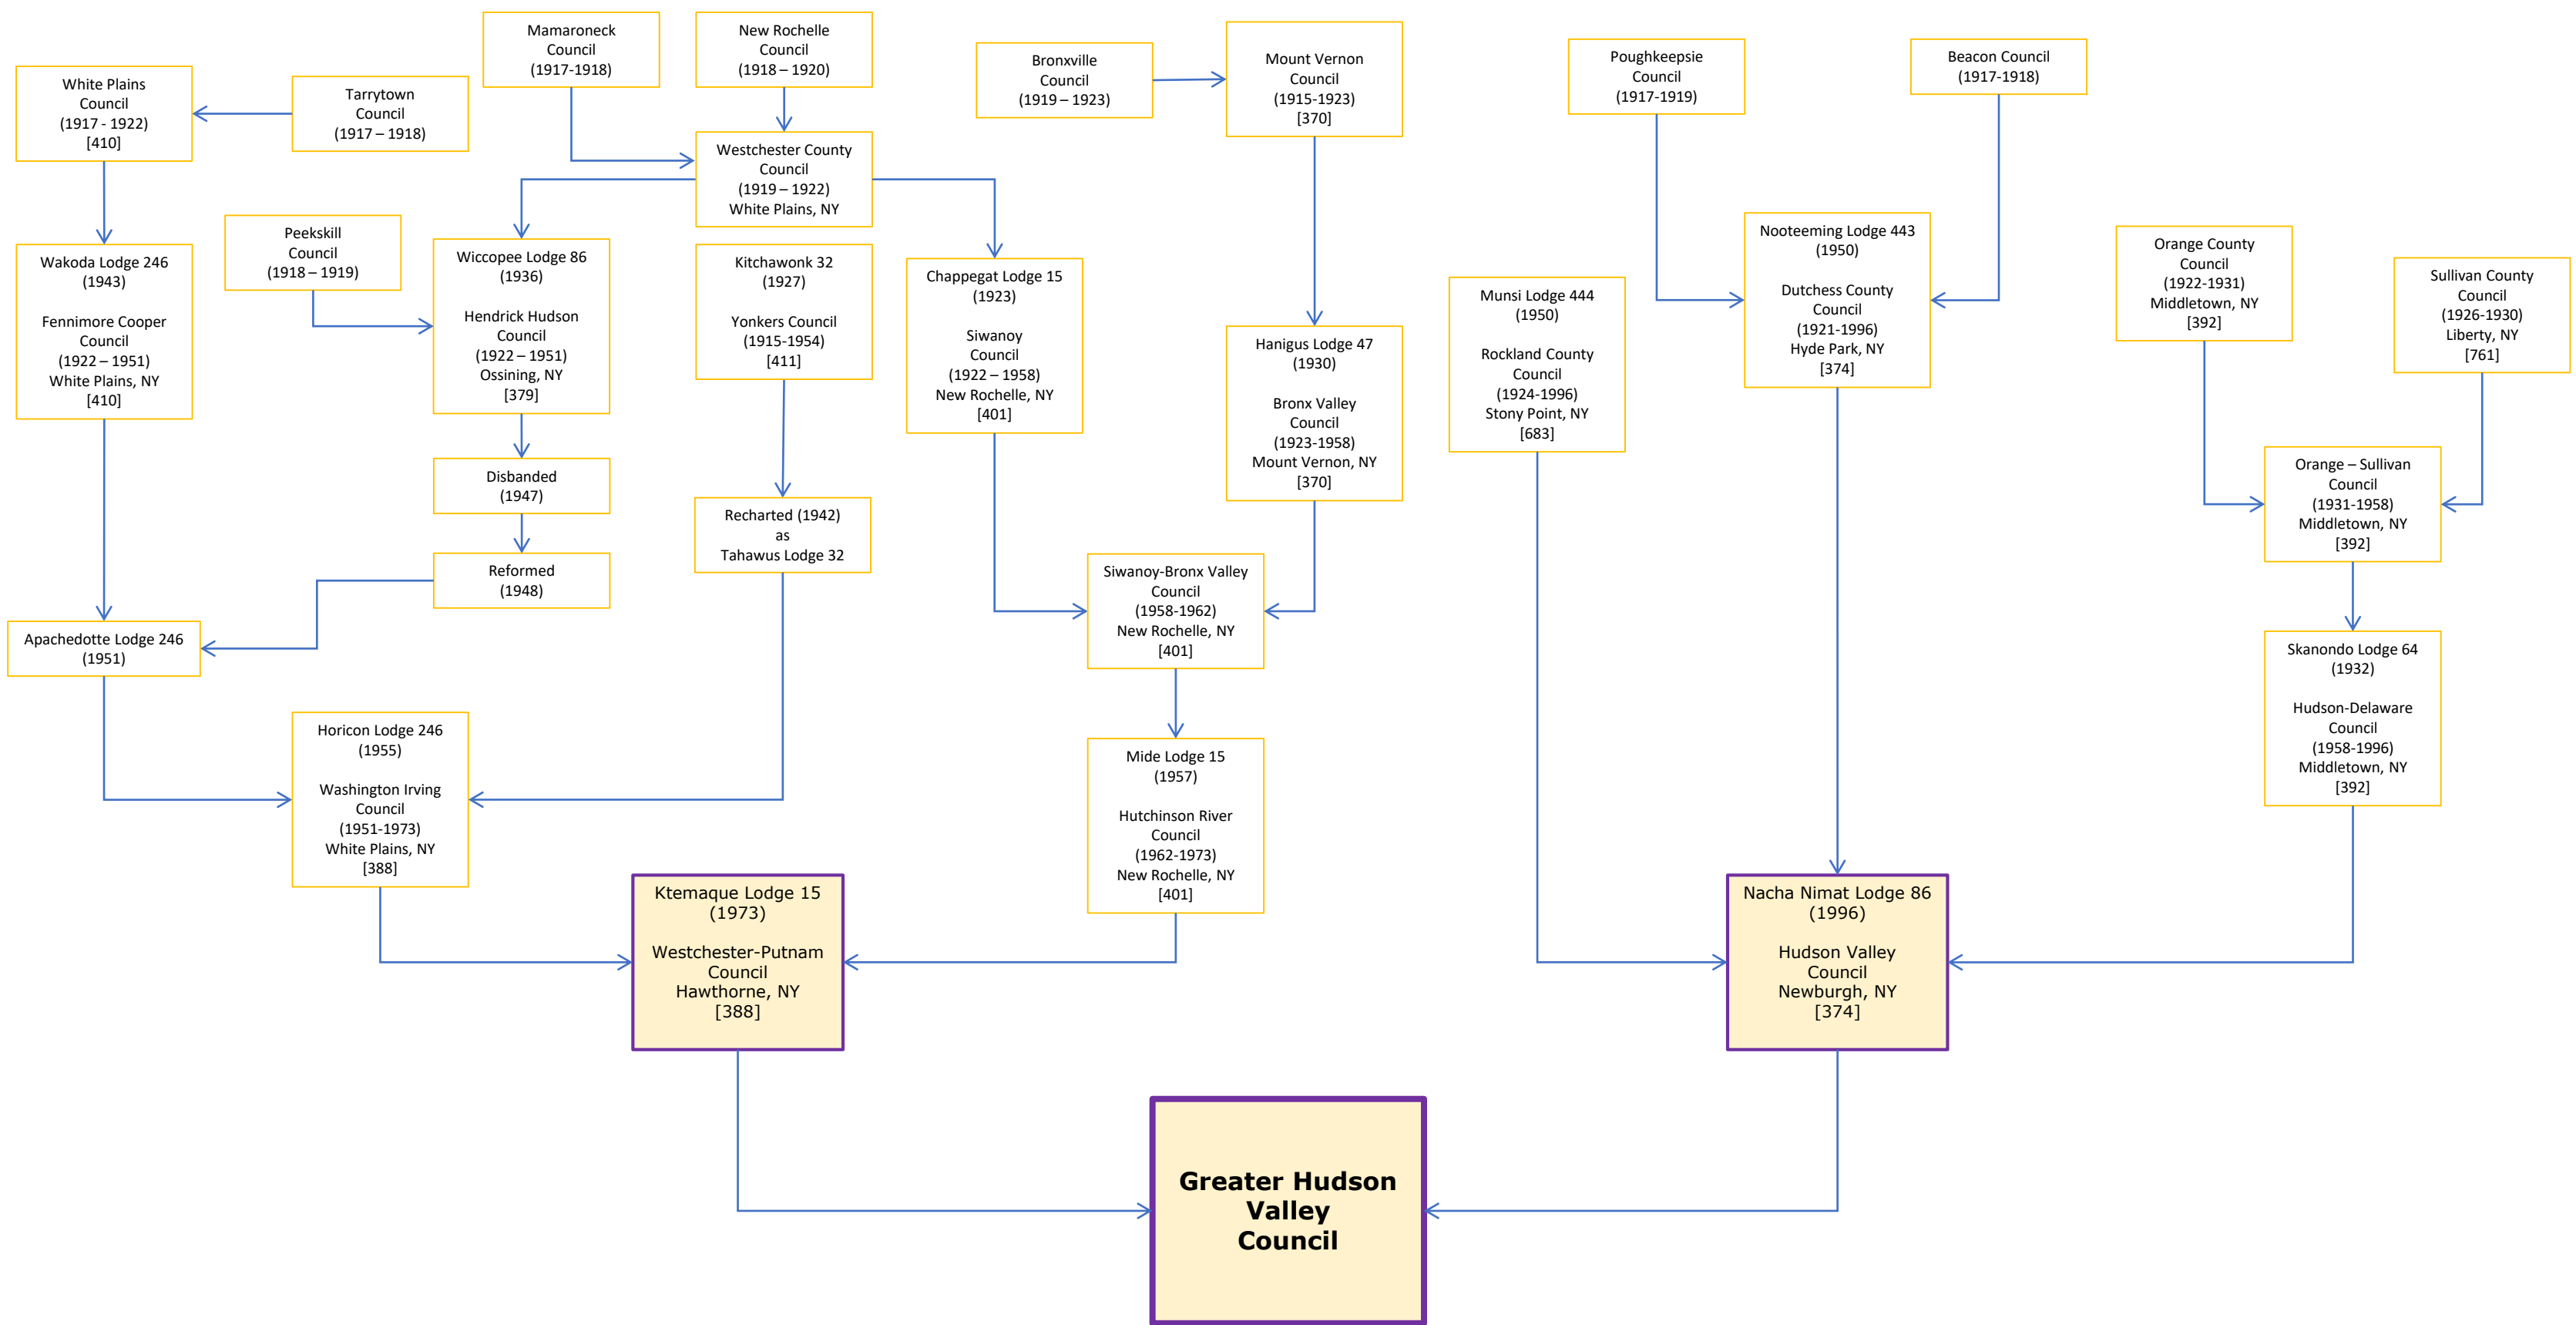 Mamaroneck
Council
(1917-1918)
New Rochelle
Council
(1918 – 1920)
Bronxville
Council
(1919 – 1923)
Mount Vernon
Council
(1915-1923)
[370]
Poughkeepsie
Council
(1917-1919)
Beacon Council
(1917-1918)
White Plains
Council
(1917 - 1922)
[410]
Tarrytown
Council
(1917 – 1918)
Westchester County
Council
(1919 – 1922)
White Plains, NY
Peekskill
Council
(1918 – 1919)
Wakoda Lodge 246
(1943)
Fennimore Cooper
Council
(1922 – 1951)
White Plains, NY
[410]
Wiccopee Lodge 86
(1936)
Hendrick Hudson
Council
(1922 – 1951)
Ossining, NY
[379]
Kitchawonk 32
(1927)
Yonkers Council
(1915-1954)
[411]
Chappegat Lodge 15
(1923)
Siwanoy
Council
(1922 – 1958)
New Rochelle, NY
[401]
Hanigus Lodge 47
(1930)
Bronx Valley
Council
(1923-1958)
Mount Vernon, NY
[370]
Munsi Lodge 444
(1950)
Rockland County
Council
(1924-1996)
Stony Point, NY
[683]
Nooteeming Lodge 443
(1950)
Dutchess County
Council
(1921-1996)
Hyde Park, NY
[374]
Orange County
Council
(1922-1931)
Middletown, NY
[392]
Sullivan County
Council
(1926-1930)
Liberty, NY
[761]
Disbanded
(1947)
Reformed
(1948)
Recharted (1942)
as
Tahawus Lodge 32
Orange – Sullivan
Council
(1931-1958)
Middletown, NY
[392]
Siwanoy-Bronx Valley
Council
(1958-1962)
New Rochelle, NY
[401]
Apachedotte Lodge 246
(1951)
Skanondo Lodge 64
(1932)
Hudson-Delaware
Council
(1958-1996)
Middletown, NY
[392]
Horicon Lodge 246
(1955)
Washington Irving
Council
(1951-1973)
White Plains, NY
[388]
Mide Lodge 15
(1957)
Hutchinson River
Council
(1962-1973)
New Rochelle, NY
[401]
Ktemaque Lodge 15
(1973)
Westchester-Putnam
Council
Hawthorne, NY
[388]
Nacha Nimat Lodge 86
(1996)
Hudson Valley
Council
Newburgh, NY
[374]
Greater Hudson
Valley
Council